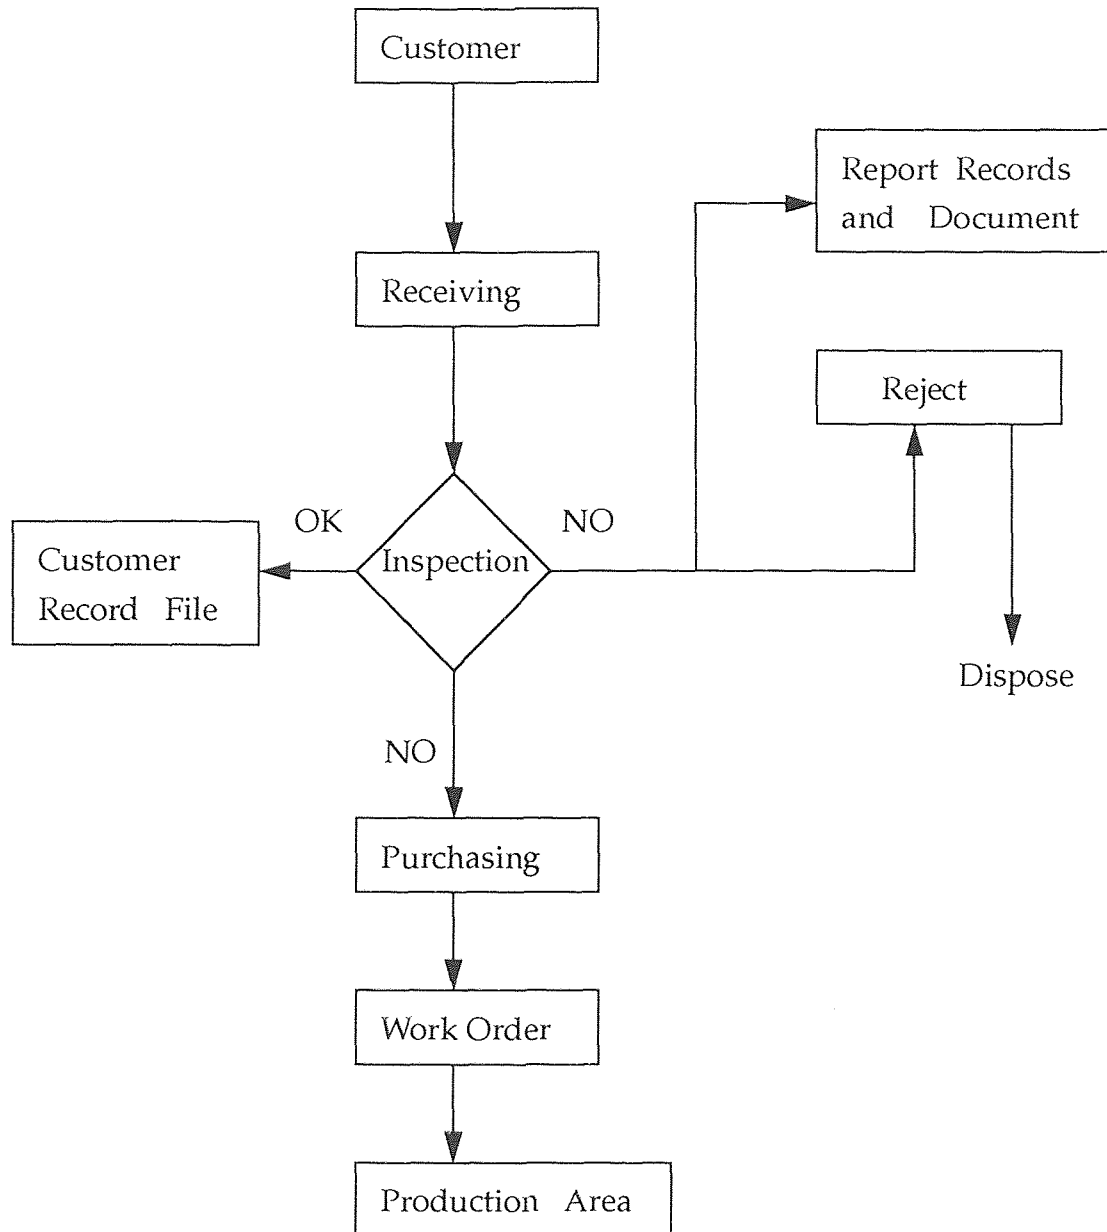 Customer
Report Records
and Document
Receiving
Reject
OK
NO
Customer
Record File
Inspection
Dispose
NO
Purchasing
Work Order
Production Area